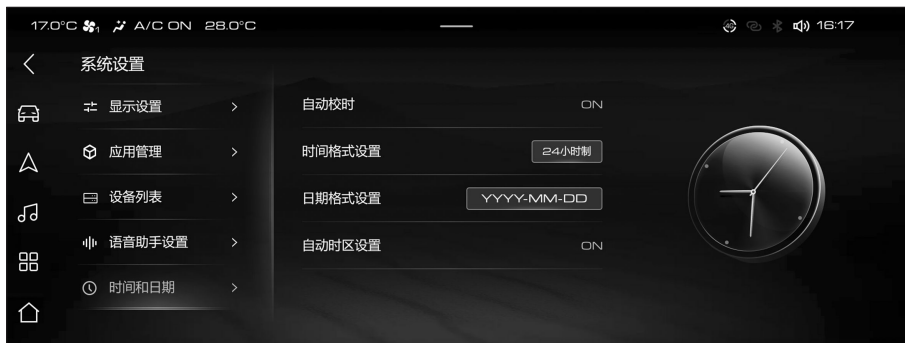 17.0°C 1 A/C ON 28.0°C
4G 16:17
系统设置
显示设置
应用管理
设备列表
语音助手设置
时间和日期
自动校时 ON
时间格式设置 24小时制
日期格式设置 YYYY-MM-DD
自动时区设置 ON